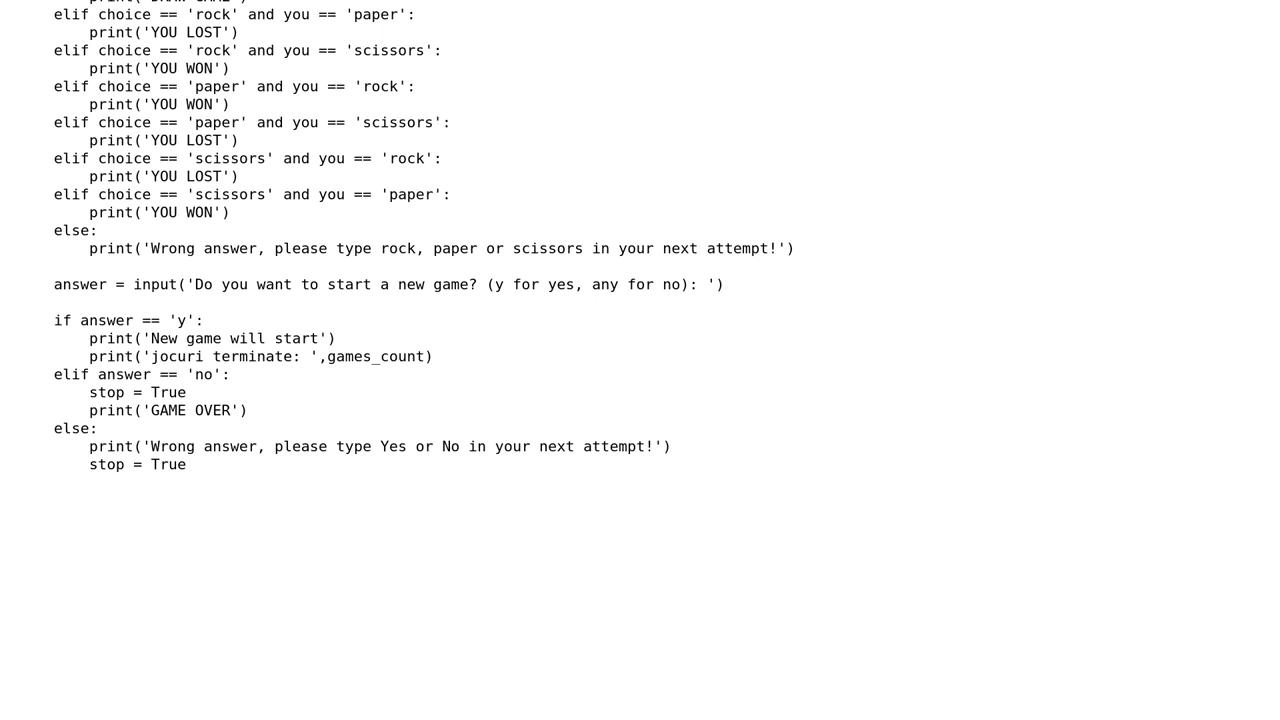 elif choice == 'rock' and you == 'paper':
    print('YOU LOST')
elif choice == 'rock' and you == 'scissors':
    print('YOU WON')
elif choice == 'paper' and you == 'rock':
    print('YOU WON')
elif choice == 'paper' and you == 'scissors':
    print('YOU LOST')
elif choice == 'scissors' and you == 'rock':
    print('YOU LOST')
elif choice == 'scissors' and you == 'paper':
    print('YOU WON')
else:
    print('Wrong answer, please type rock, paper or scissors in your next attempt!')
answer = input('Do you want to start a new game? (y for yes, any for no): ')
if answer == 'y':
    print('New game will start')
    print('jocuri terminate: ',games_count)
elif answer == 'no':
    stop = True
    print('GAME OVER')
else:
    print('Wrong answer, please type Yes or No in your next attempt!')
    stop = True